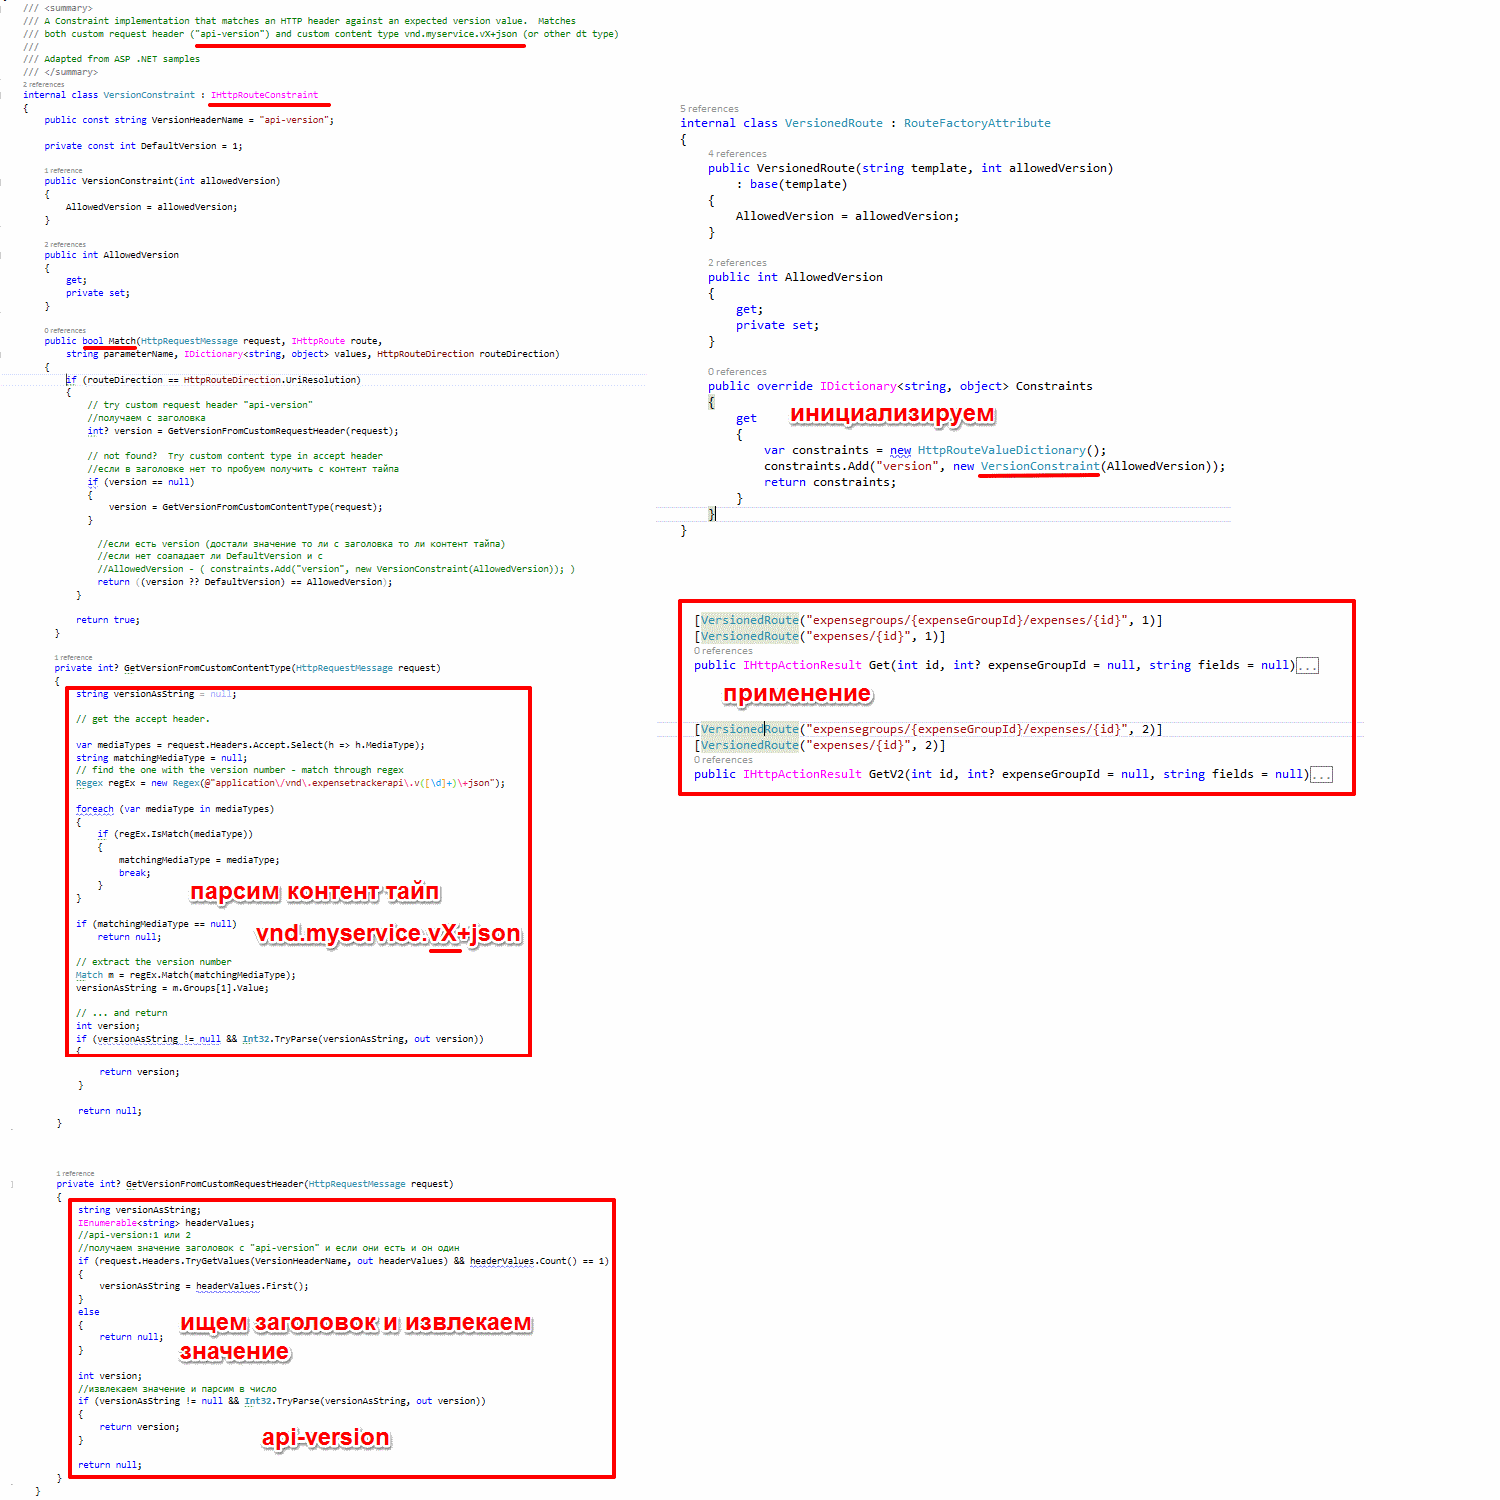 /// <summary>
/// A Constraint implementation that matches an HTTP header against an expected version value.  Matches
/// both custom request header ("api-version") and custom content type vnd.myservice.vX+json (or other dt type)
///
/// Adapted from ASP .NET samples
/// </summary>
2 references
internal class VersionConstraint : IHttpRouteConstraint
{
public const string VersionHeaderName = "api-version";
private const int DefaultVersion = 1;
1 reference
public VersionConstraint(int allowedVersion)
{
AllowedVersion = allowedVersion;
}
2 references
public int AllowedVersion
{
get;
private set;
}
0 references
public bool Match(HttpRequestMessage request, IHttpRoute route,
string parameterName, IDictionary<string, object> values, HttpRouteDirection routeDirection)
{
if (routeDirection == HttpRouteDirection.UriResolution)
{
// try custom request header "api-version"
//получаем с заголовка
int? version = GetVersionFromCustomRequestHeader(request);
// not found?  Try custom content type in accept header
//если в заголовке нет то пробуем получить с контент тайпа
if (version == null)
{
version = GetVersionFromCustomContentType(request);
}
//если есть version (достали значение то ли с заголовка то ли контент тайпа)
//если нет соападает ли DefaultVersion и с
//AllowedVersion - ( constraints.Add("version", new VersionConstraint(AllowedVersion)); )
return ((version ?? DefaultVersion) == AllowedVersion);
}
return true;
}
1 reference
private int? GetVersionFromCustomContentType(HttpRequestMessage request)
{
string versionAsString = null;
// get the accept header.
var mediaTypes = request.Headers.Accept.Select(h => h.MediaType);
string matchingMediaType = null;
// find the one with the version number - match through regex
Regex regEx = new Regex(@"application\/vnd\.expensetrackerapi\.v([\d]+)\+json");
foreach (var mediaType in mediaTypes)
{
if (regEx.IsMatch(mediaType))
{
matchingMediaType = mediaType;
break;
}
}
парсим контент тайп
if (matchingMediaType == null)
return null;
vnd.myservice.vX+json
// extract the version number
Match m = regEx.Match(matchingMediaType);
versionAsString = m.Groups[1].Value;
// ... and return
int version;
if (versionAsString != null && Int32.TryParse(versionAsString, out version))
{
return version;
}
return null;
}
1 reference
private int? GetVersionFromCustomRequestHeader(HttpRequestMessage request)
{
string versionAsString;
IEnumerable<string> headerValues;
//api-version:1 или 2
//получаем значение заголовок с "api-version" и если они есть и он один
if (request.Headers.TryGetValues(VersionHeaderName, out headerValues) && headerValues.Count() == 1)
{
versionAsString = headerValues.First();
}
else
{
return null;
}
ищем заголовок и извлекаем
значение
int version;
//извлекаем значение и парсим в число
if (versionAsString != null && Int32.TryParse(versionAsString, out version))
{
return version;
}
api-version
return null;
}
}
5 references
internal class VersionedRoute : RouteFactoryAttribute
{
4 references
public VersionedRoute(string template, int allowedVersion)
: base(template)
{
AllowedVersion = allowedVersion;
}
2 references
public int AllowedVersion
{
get;
private set;
}
0 references
public override IDictionary<string, object> Constraints
{
get
инициализируем
{
var constraints = new HttpRouteValueDictionary();
constraints.Add("version", new VersionConstraint(AllowedVersion));
return constraints;
}
}
}
[VersionedRoute("expensegroups/{expenseGroupId}/expenses/{id}", 1)]
[VersionedRoute("expenses/{id}", 1)]
0 references
public IHttpActionResult Get(int id, int? expenseGroupId = null, string fields = null)...
применение
[VersionedRoute("expensegroups/{expenseGroupId}/expenses/{id}", 2)]
[VersionedRoute("expenses/{id}", 2)]
0 references
public IHttpActionResult GetV2(int id, int? expenseGroupId = null, string fields = null)...